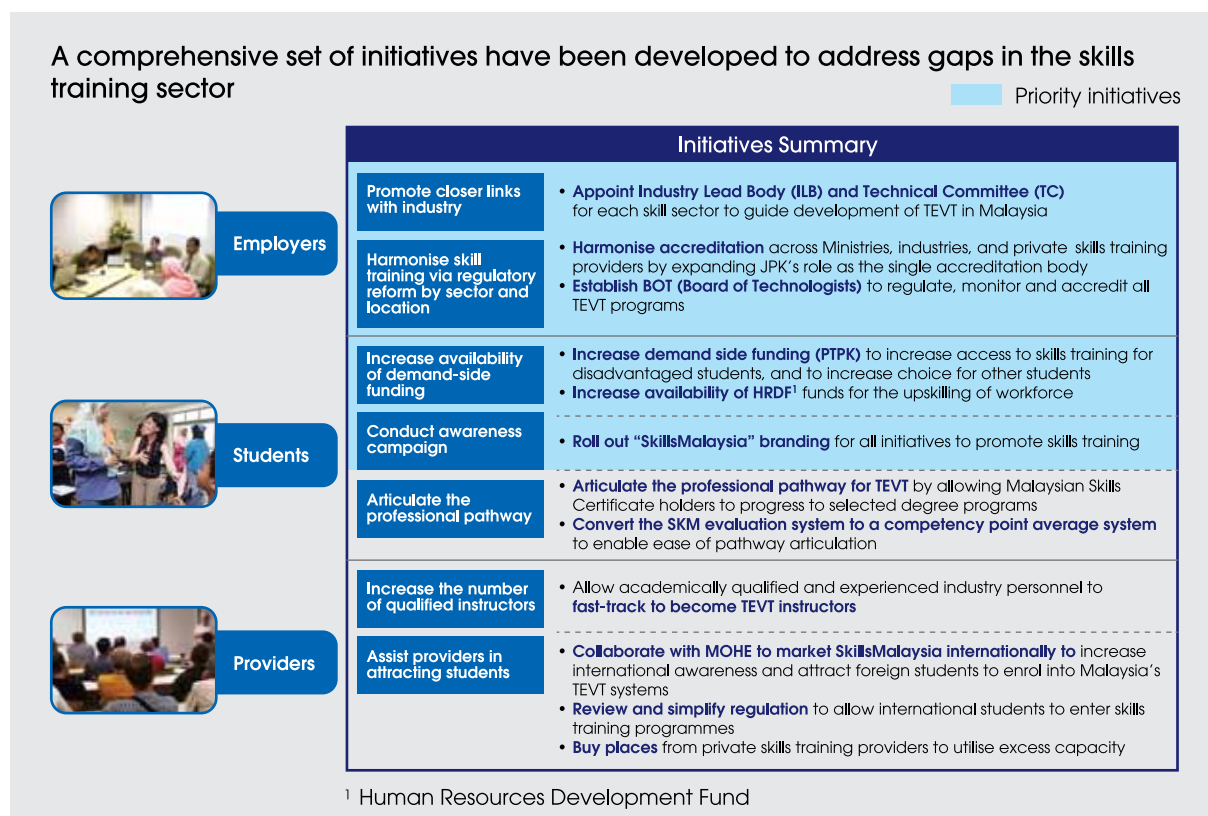 A comprehensive set of initiatives have been developed to address gaps in the skills
training sector
Priority initiatives
Initiatives Summary
Employers
Promote closer links
with industry
• Appoint Industry Lead Body (ILB) and Technical Committee (TC)
for each skill sector to guide development of TEVT in Malaysia
Harmonise skill
training via regulatory
reform by sector and
location
• Harmonise accreditation across Ministries, industries, and private skills training
providers by expanding JPK's role as the single accreditation body
• Establish BOT (Board of Technologists) to regulate, monitor and accredit all
TEVT programs
Students
Increase availability
of demand-side
funding
• Increase demand side funding (PTPK) to increase access to skills training for
disadvantaged students, and to increase choice for other students
• Increase availability of HRDF¹ funds for the upskilling of workforce
Conduct awareness
campaign
• Roll out “SkillsMalaysia” branding for all initiatives to promote skills training
Articulate the
professional pathway
• Articulate the professional pathway for TEVT by allowing Malaysian Skills
Certificate holders to progress to selected degree programs
• Convert the SKM evaluation system to a competency point average system
to enable ease of pathway articulation
Providers
Increase the number
of qualified instructors
• Allow academically qualified and experienced industry personnel to
fast-track to become TEVT instructors
Assist providers in
attracting students
• Collaborate with MOHE to market SkillsMalaysia internationally to increase
international awareness and attract foreign students to enrol into Malaysia's
TEVT systems
• Review and simplify regulation to allow international students to enter skills
training programmes
• Buy places from private skills training providers to utilise excess capacity
¹ Human Resources Development Fund